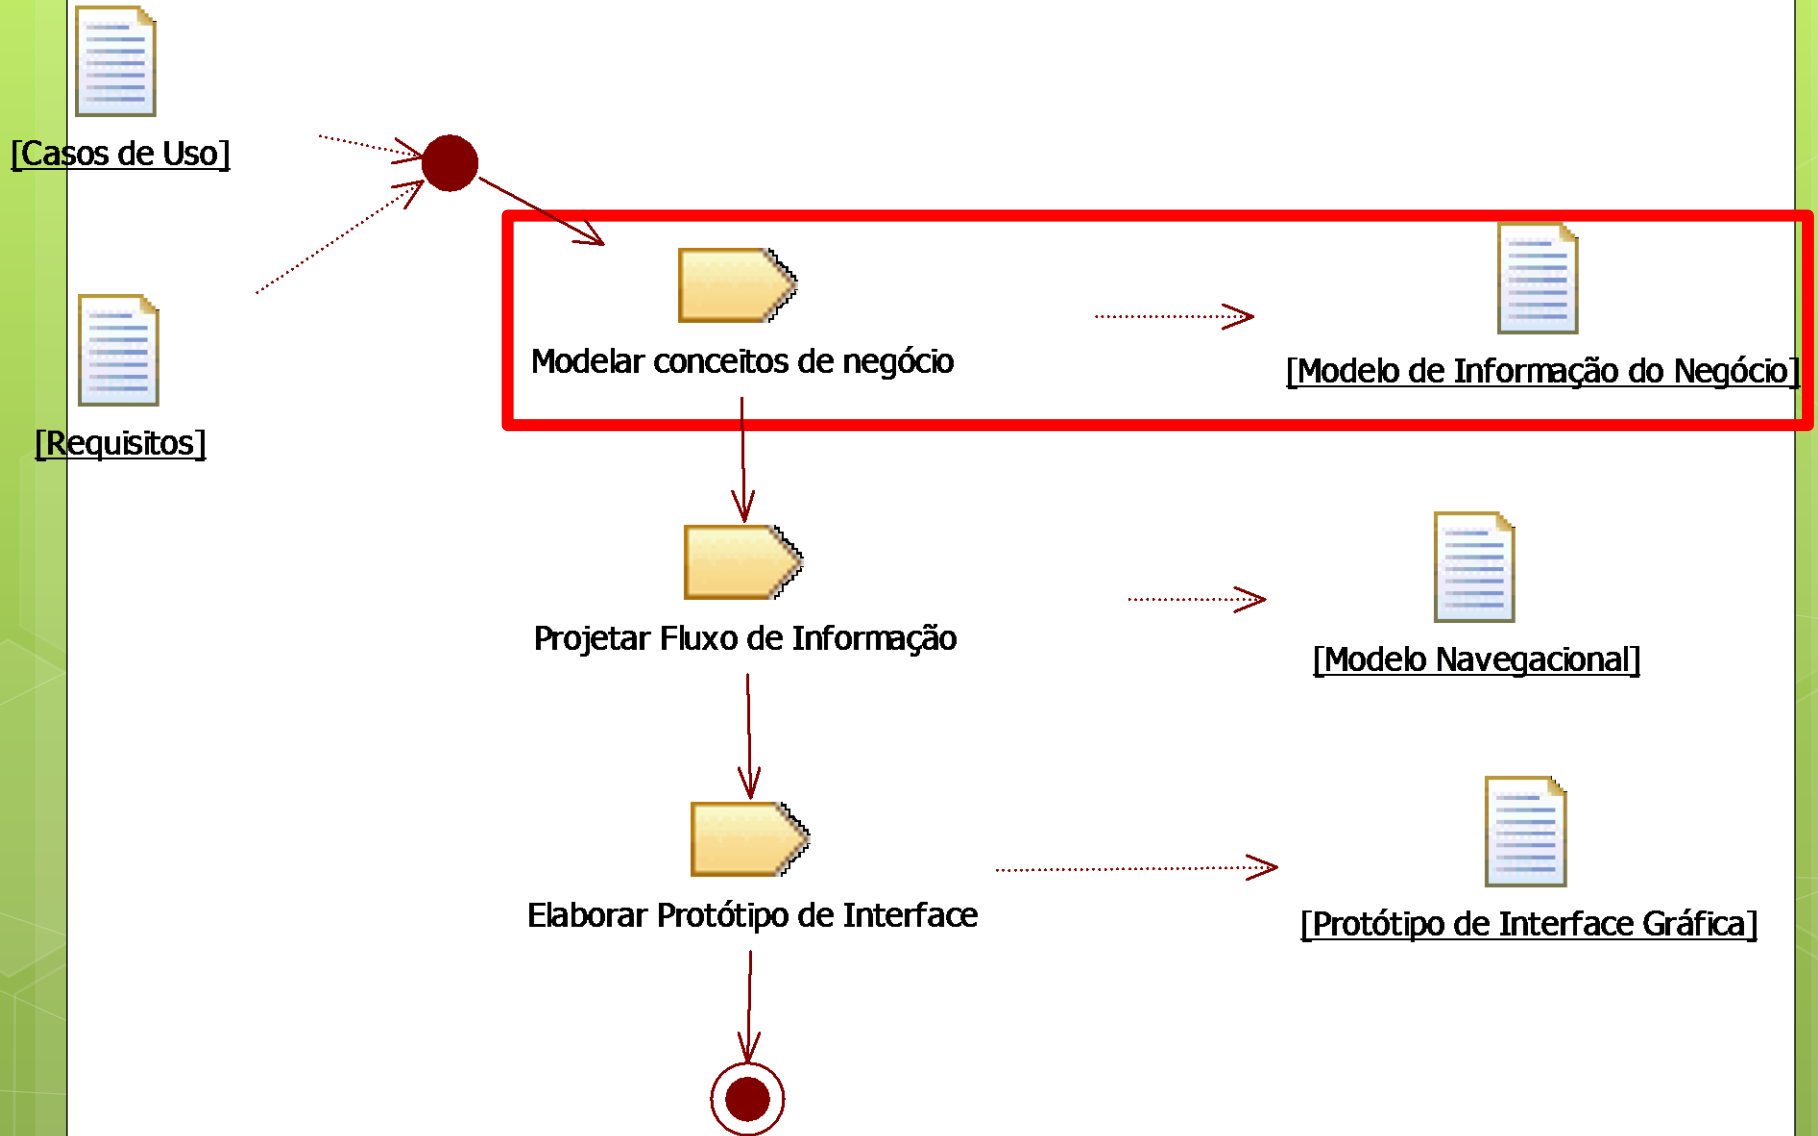 [Casos de Uso]
[Requisitos]
Modelar conceitos de negócio
[Modelo de Informação do Negócio]
Projetar Fluxo de Informação
[Modelo Navegacional]
Elaborar Protótipo de Interface
[Protótipo de Interface Gráfica]